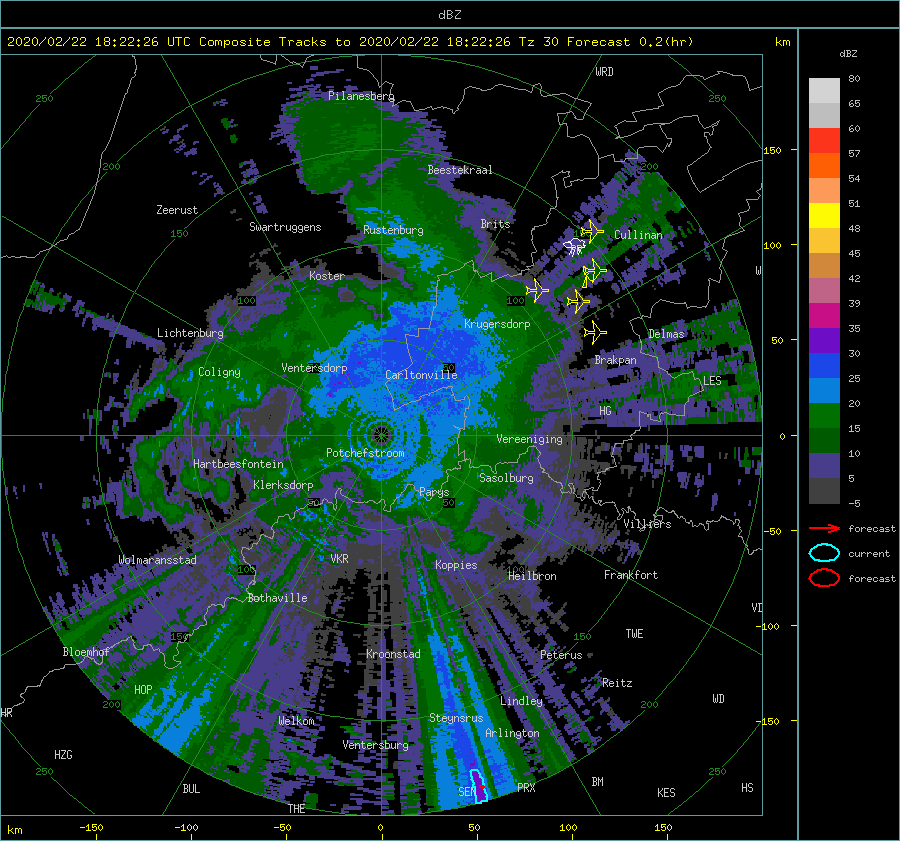 dBZ
2020/02/22 18:22:26 UTC Composite Tracks to 2020/02/22 18:22:26 Tz 30 Forecast 0.2(hr)
km
dBZ
WRD
80
250
Pilanesberg
250
65
60
150
57
200
Beestekraal
200
54
Zeerust
51
150
Swartruggens
Rustenburg
Brits
Cullinan
48
100
45
W
Koster
42
100
100
39
Krugersdorp
35
Lichtenburg
Delmas
50
30
Brakpan
Coligny
Ventersdorp
Carltonville
LES
25
20
HG
15
Vereeniging
0
10
Potchefstroom
Hartbeesfontein
5
Klerksdorp
Sasolburg
Parys
50
50
-5
Villiers
forecast
-50
current
Wolmaransstad
VKR
Koppies
100
100
Heilbron
Frankfort
forecast
Bothaville
VI
-100
150
150
TWE
Bloemhof
Kroonstad
Peterus
HOP
Reitz
200
Lindley
200
WD
HR
Welkom
Steynsrus
-150
Arlington
Ventersburg
HZG
250
250
BUL
SEN
PRX
BM
KES
HS
THE
km
-150
-100
-50
0
50
100
150